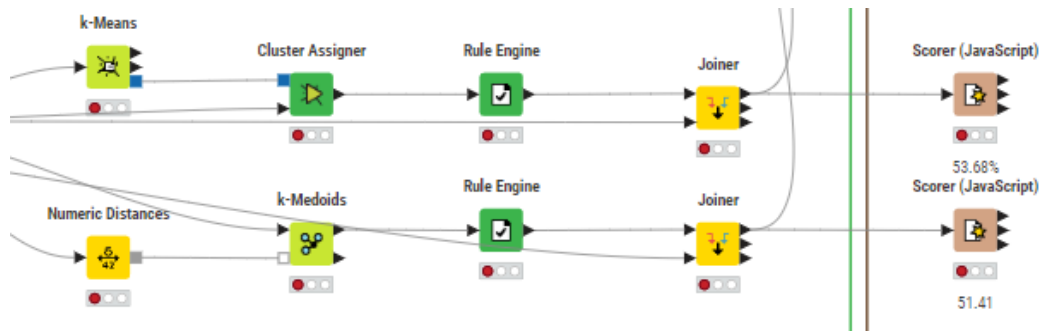 k-Means
Cluster Assigner
Rule Engine
Joiner
Scorer (JavaScript)
53.68%
Numeric Distances
δ
42
k-Medoids
Rule Engine
Joiner
Scorer (JavaScript)
51.41